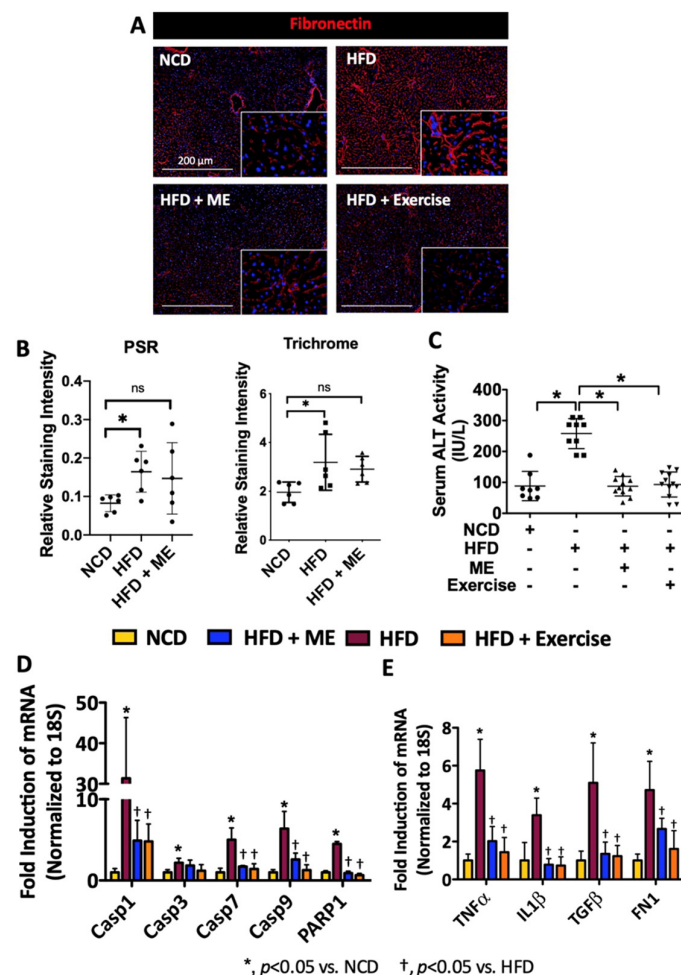 A
Fibronectin
NCD
HFD
200 µm
HFD + ME
HFD + Exercise
B
PSR
Relative Staining Intensity
0.4
0.3
0.2
0.1
0.0
ns
*
NCD
HFD
HFD + ME
Trichrome
Relative Staining Intensity
6
4
2
0
ns
*
NCD
HFD
HFD + ME
C
Serum ALT Activity
(IU/L)
400
300
200
100
0
* * *
NCD + - - -
HFD - + + +
ME - - + -
Exercise - - - +
NCD HFD + ME HFD HFD + Exercise
D
Fold Induction of mRNA
(Normalized to 18S)
50
40
30
10
5
0
* † †
*
* † †
* † †
* † †
Casp1
Casp3
Casp7
Casp9
PARP1
E
Fold Induction of mRNA
(Normalized to 18S)
8
6
4
2
0
* † †
* † †
* † †
* † †
TNFα
IL1β
TGFβ
FN1
*, p<0.05 vs. NCD †, p<0.05 vs. HFD